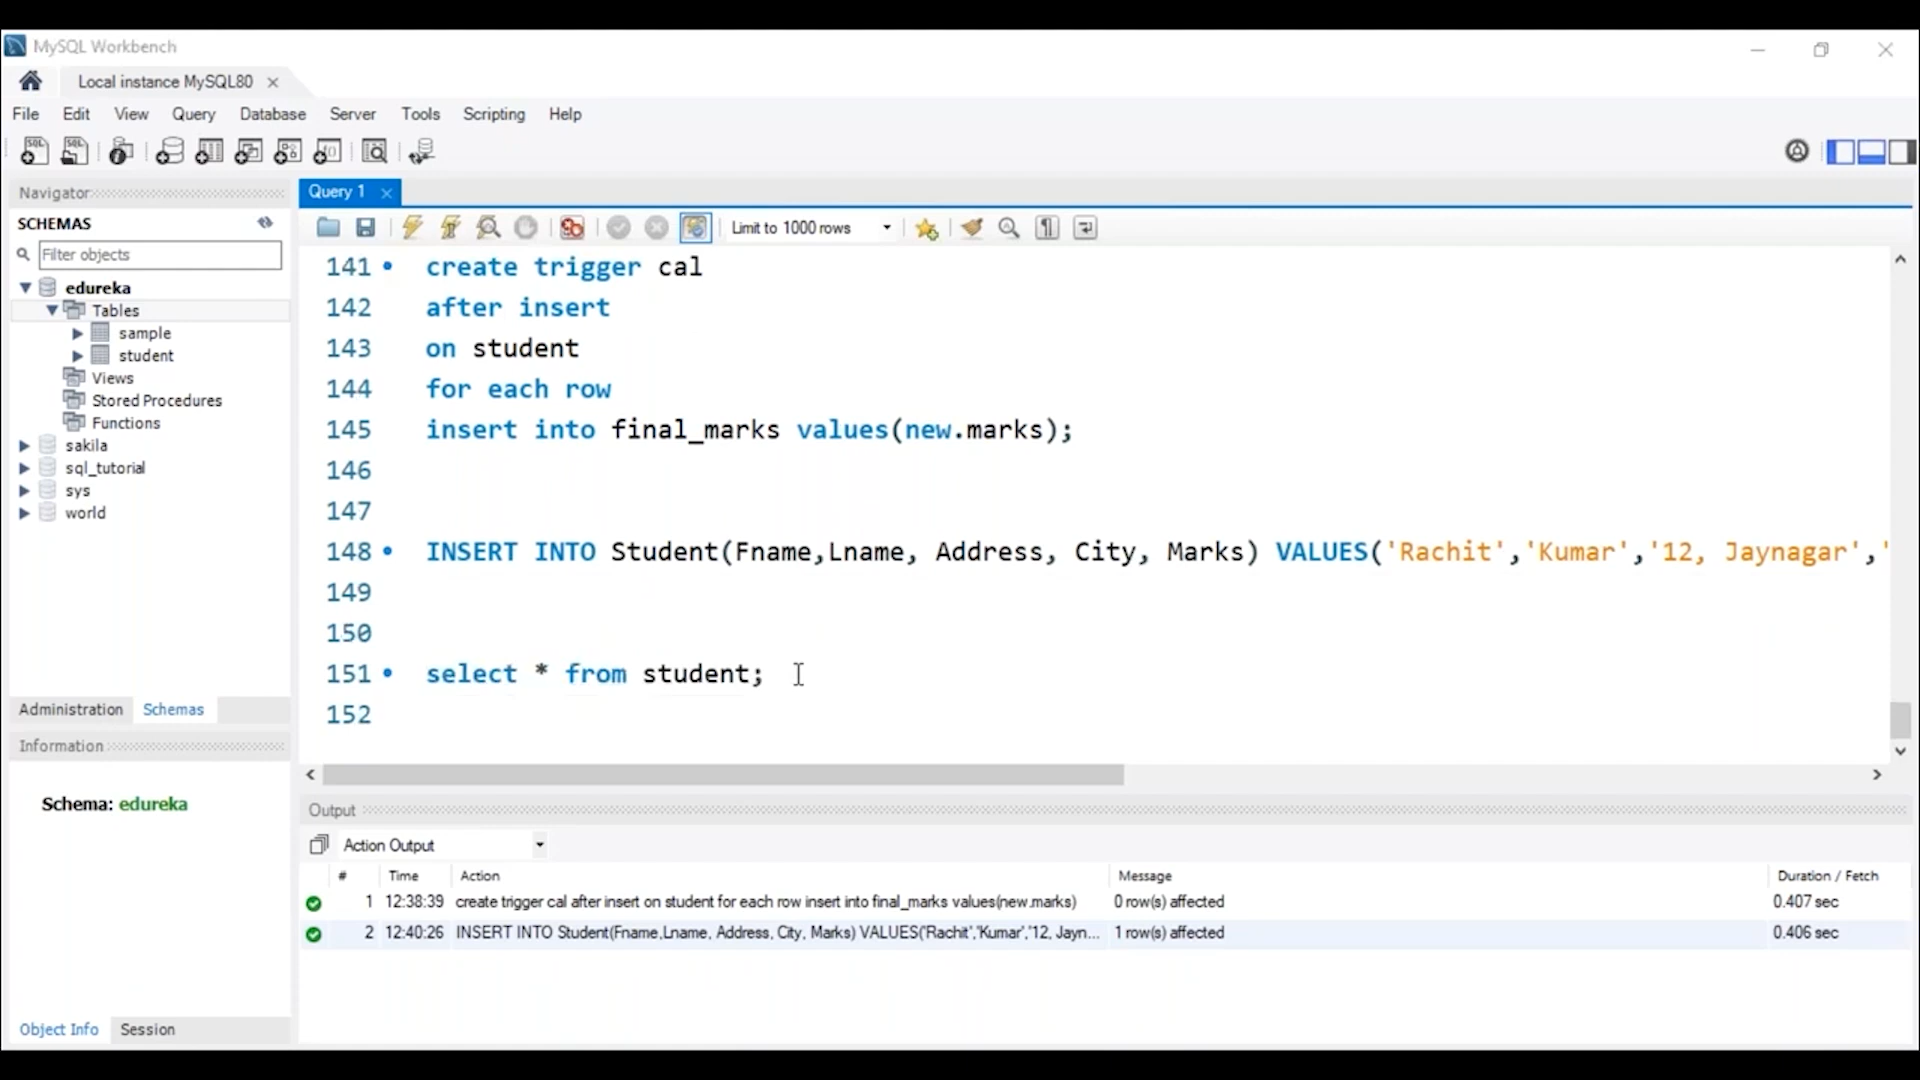 MySQL Workbench
Local instance MySQL80
File Edit View Query Database Server Tools Scripting Help
Navigator
SCHEMAS
Filter objects
edureka
Tables
sample
student
Views
Stored Procedures
Functions
sakila
sql_tutorial
sys
world
Administration Schemas
Information
Schema: edureka
Object Info Session
Query 1
Limit to 1000 rows
141 create trigger cal
142 after insert
143 on student
144 for each row
145 insert into final_marks values(new.marks);
146
147
148 INSERT INTO Student(Fname,Lname, Address, City, Marks) VALUES('Rachit','Kumar','12, Jaynagar','
149
150
151 select * from student;
152
Output
Action Output
# Time Action Message Duration / Fetch
1 12:38:39 create trigger cal after insert on student for each row insert into final_marks values(new.marks) 0 row(s) affected 0.407 sec
2 12:40:26 INSERT INTO Student(Fname,Lname, Address, City, Marks) VALUES('Rachit','Kumar','12, Jayn... 1 row(s) affected 0.406 sec